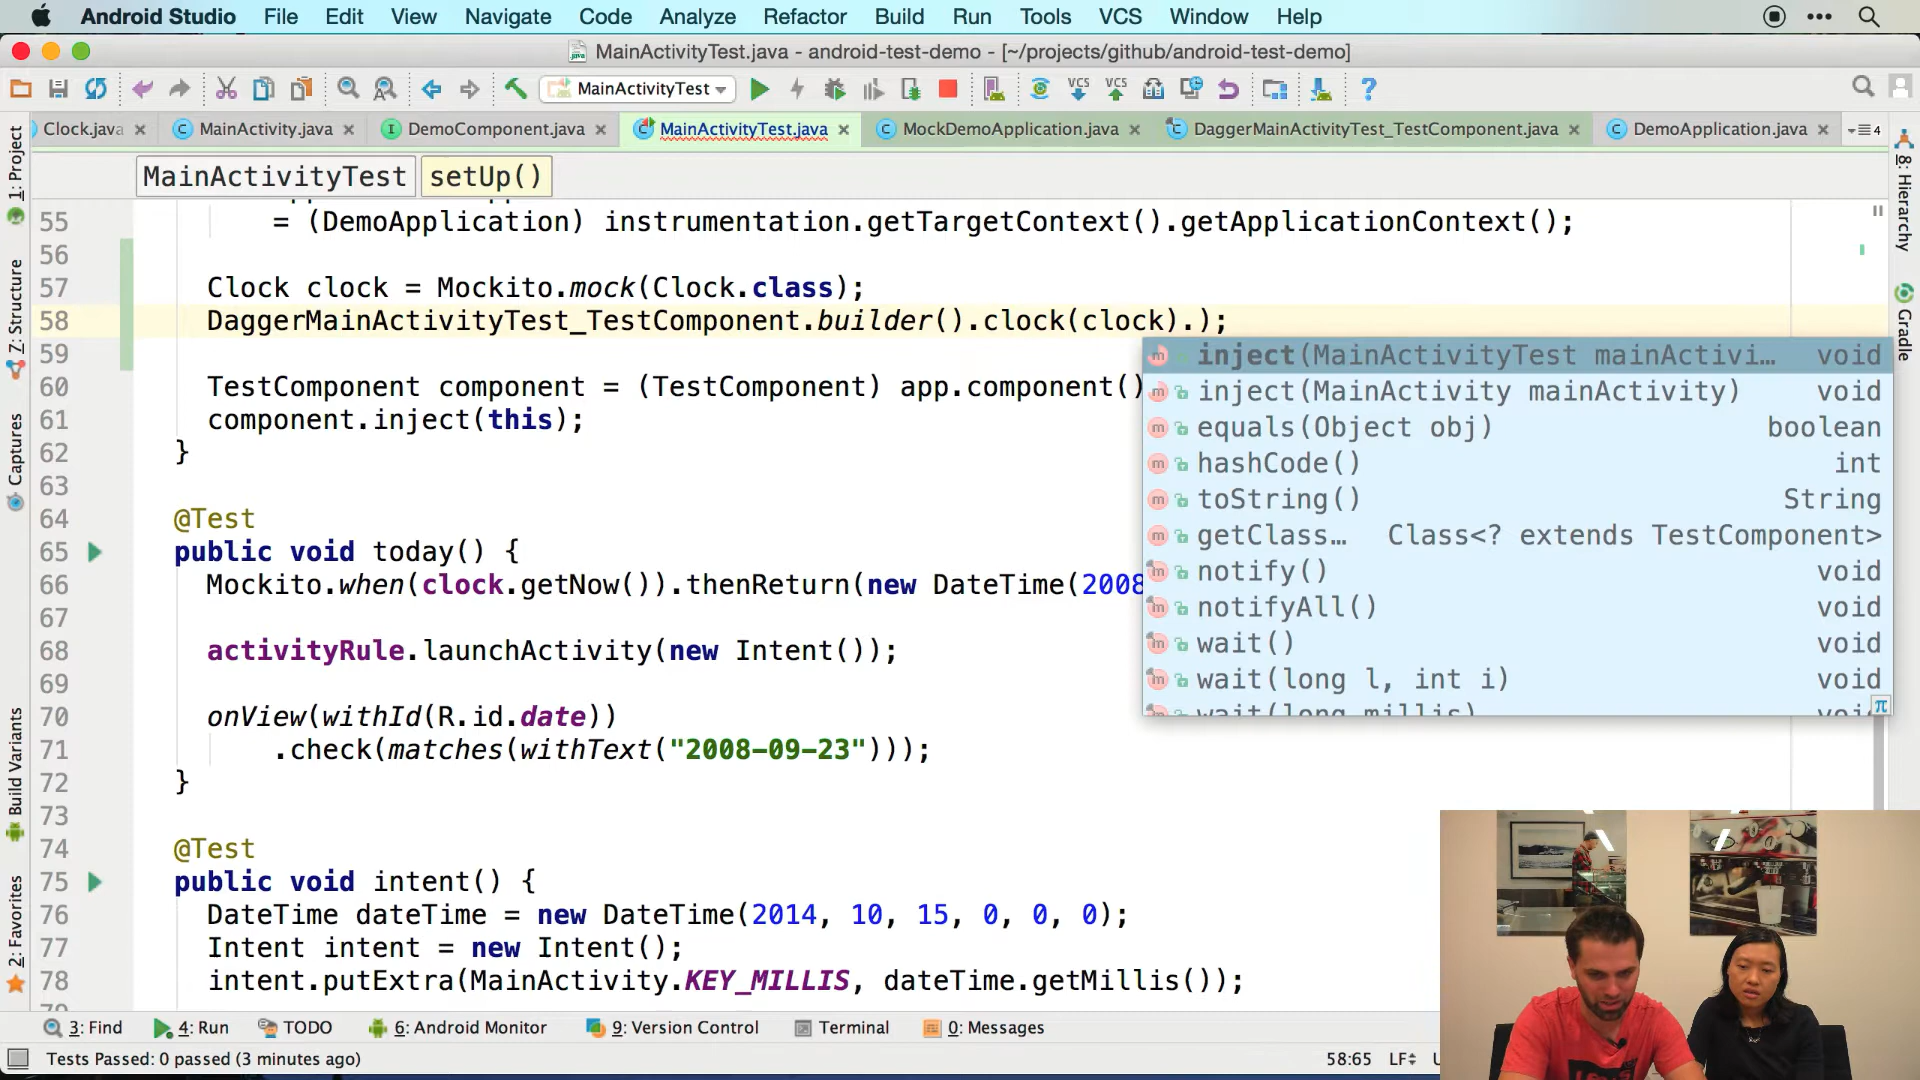 Android Studio File Edit View Navigate Code Analyze Refactor Build Run Tools VCS Window Help
MainActivityTest.java - android-test-demo - [~/projects/github/android-test-demo]
MainActivityTest VCS VCS ?
Clock.java MainActivity.java DemoComponent.java MainActivityTest.java MockDemoApplication.java DaggerMainActivityTest_TestComponent.java DemoApplication.java 4
MainActivityTest setUp()
1: Project
7: Structure
Captures
Build Variants
2: Favorites
8: Hierarchy
Gradle
55 = (DemoApplication) instrumentation.getTargetContext().getApplicationContext();
56
57 Clock clock = Mockito.mock(Clock.class);
58 DaggerMainActivityTest_TestComponent.builder().clock(clock).);
59
60 TestComponent component = (TestComponent) app.component()
61 component.inject(this);
62 }
63
64 @Test
65 public void today() {
66 Mockito.when(clock.getNow()).thenReturn(new DateTime(2008
67
68 activityRule.launchActivity(new Intent());
69
70 onView(withId(R.id.date))
71 .check(matches(withText("2008-09-23")));
72 }
73
74 @Test
75 public void intent() {
76 DateTime dateTime = new DateTime(2014, 10, 15, 0, 0, 0);
77 Intent intent = new Intent();
78 intent.putExtra(MainActivity.KEY_MILLIS, dateTime.getMillis());
inject(MainActivityTest mainActivi… void
inject(MainActivity mainActivity) void
equals(Object obj) boolean
hashCode() int
toString() String
getClass… Class<? extends TestComponent>
notify() void
notifyAll() void
wait() void
wait(long l, int i) void
wait(long millis) void
3: Find 4: Run TODO 6: Android Monitor 9: Version Control Terminal 0: Messages
Tests Passed: 0 passed (3 minutes ago) 58:65 LF